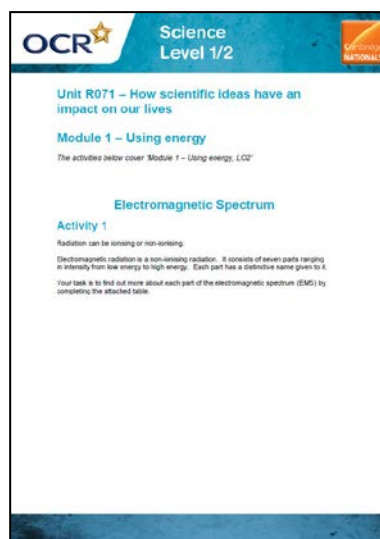 OCR
Science
Level 1/2
Cambridge
NATIONALS
Unit R071 – How scientific ideas have an
impact on our lives
Module 1 – Using energy
The activities below cover 'Module 1 – Using energy, LO2'
Electromagnetic Spectrum
Activity 1
Radiation can be ionising or non-ionising.
Electromagnetic radiation is a non-ionising radiation. It consists of seven parts ranging
in intensity from low energy to high energy. Each part has a distinctive name given to it.
Your task is to find out more about each part of the electromagnetic spectrum (EMS) by
completing the attached table.